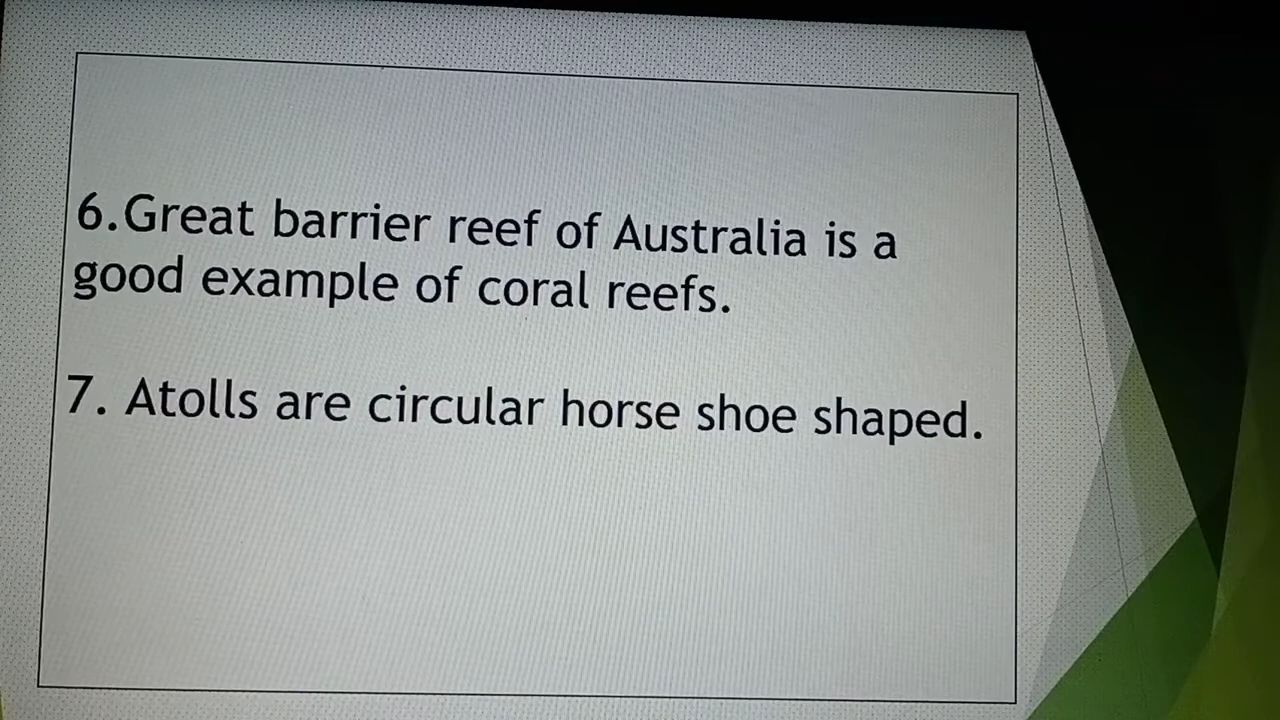 6.Great barrier reef of Australia is a
good example of coral reefs.
7. Atolls are circular horse shoe shaped.